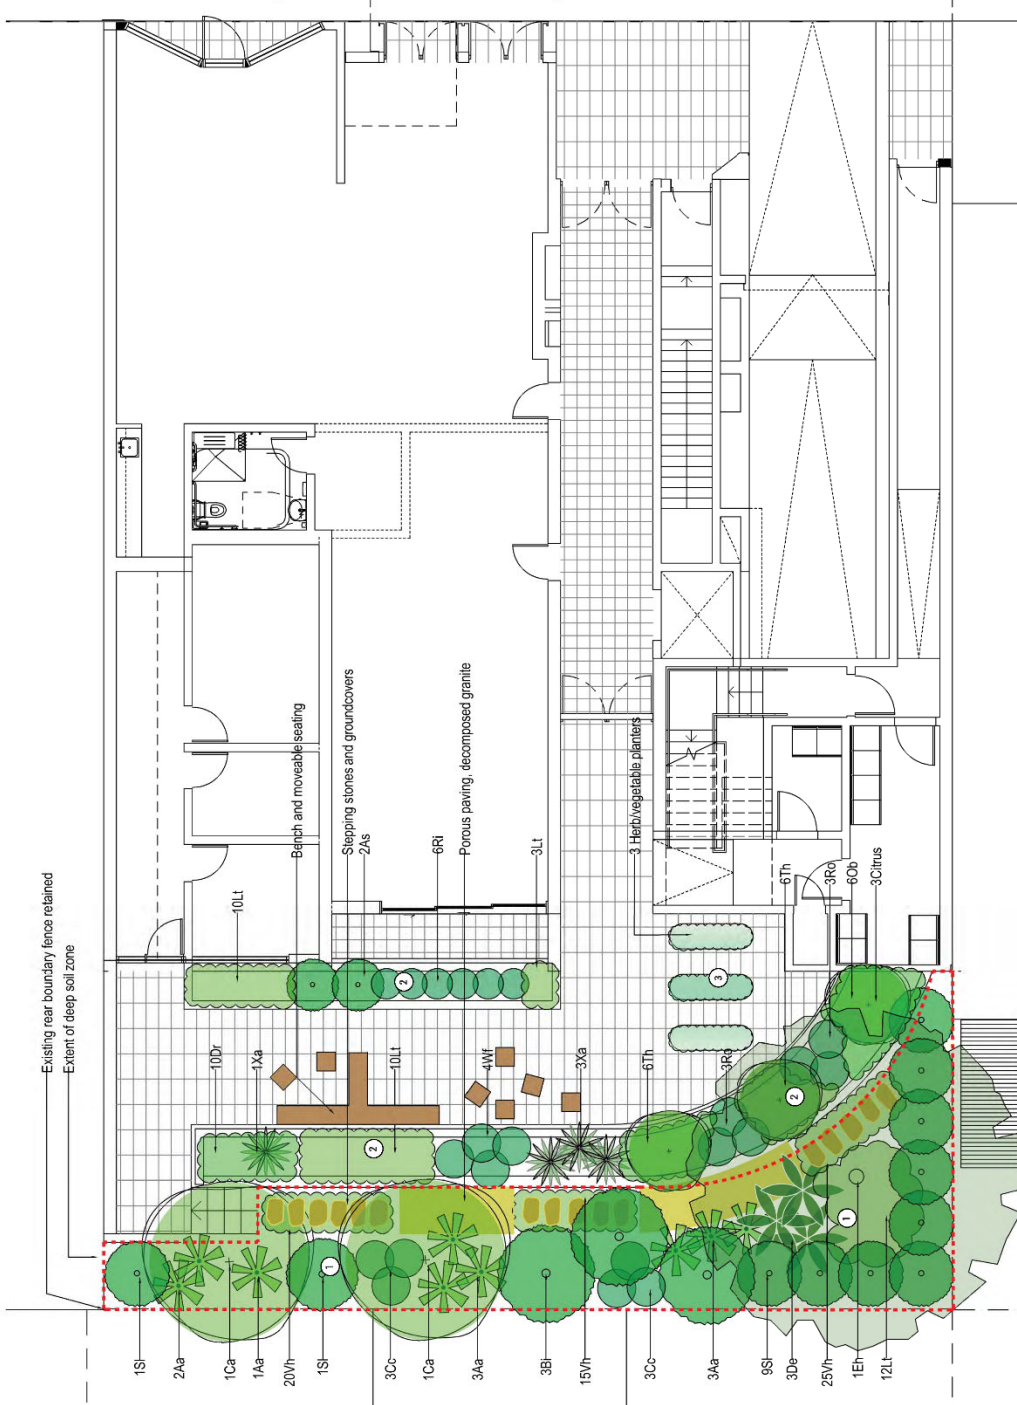 Existing rear boundary fence retained
Extent of deep soil zone
10Lt
Bench and moveable seating
Stepping stones and groundcovers
2As
6Ri
Porous paving, decomposed granite
3Lt
3 Herb/vegetable planters
6Th
3Ro
6Ob
3Citrus
2
3
10Dr
1Xa
10Lt
4Wf
3Xa
6Th
3Ro
2
2
1
1
1Sl
2Aa
1Ca
1Aa
20Vh
1Sl
3Cc
1Ca
3Aa
3Bi
15Vh
3Cc
3Aa
9Sl
3De
25Vh
1Eh
12Lt